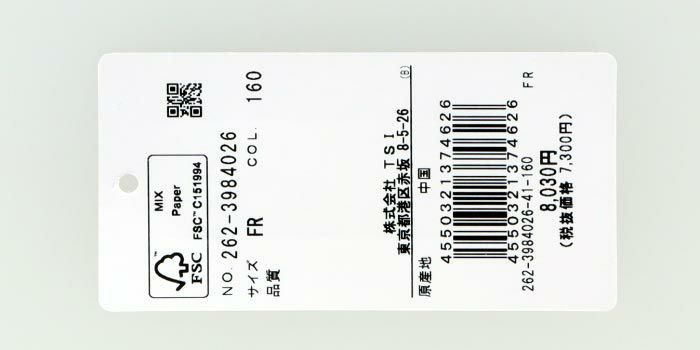 FSC™
MIX
Paper
FSC™ C151994
NO. 262-3984026
サイズ FR COL. 160
品質
株式会社 TSI
東京都港区赤坂 8-5-26 (B)
原産地 中国
4550321374626
4550321374626
262-3984026-41-160 FR
8,030円
(税抜価格 7,300円)